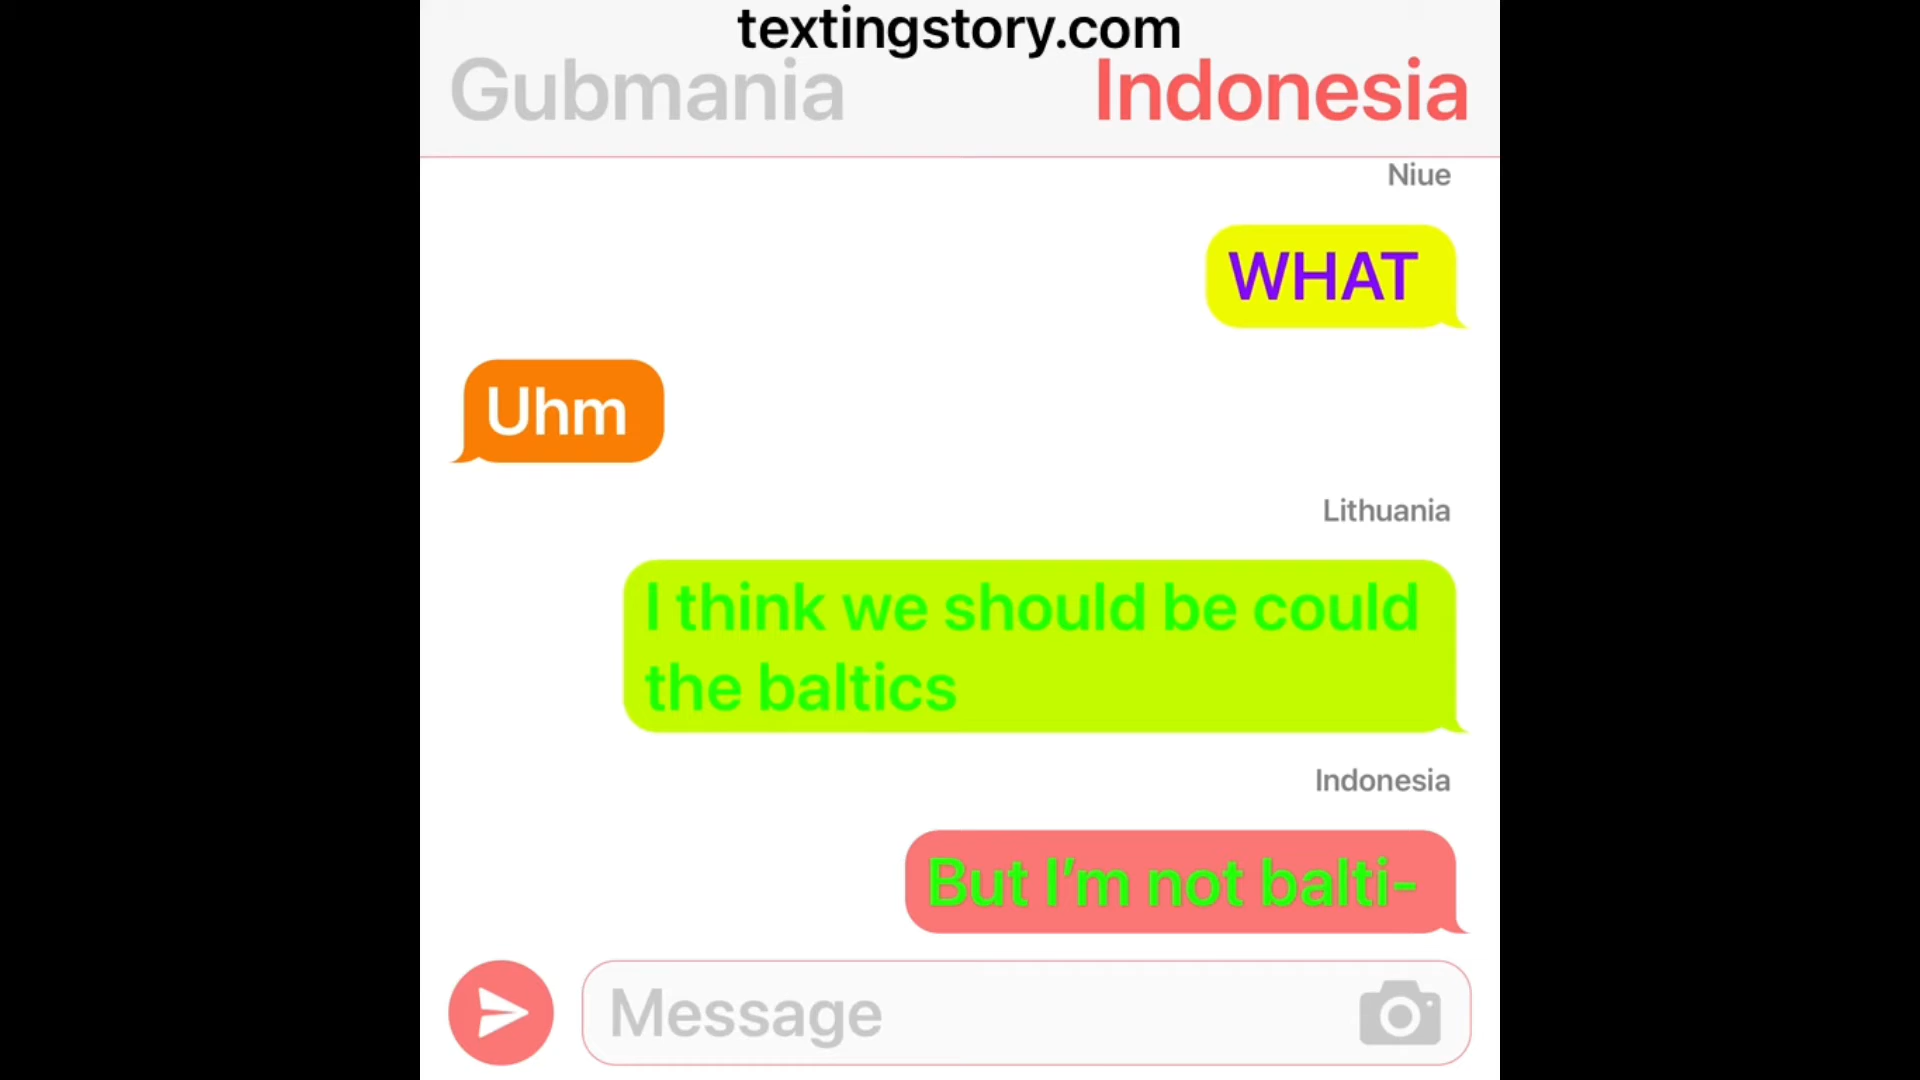 textingstory.com
Gubmania
Indonesia
Niue
WHAT
Uhm
Lithuania
I think we should be could
the baltics
Indonesia
But I’m not balti-
Message